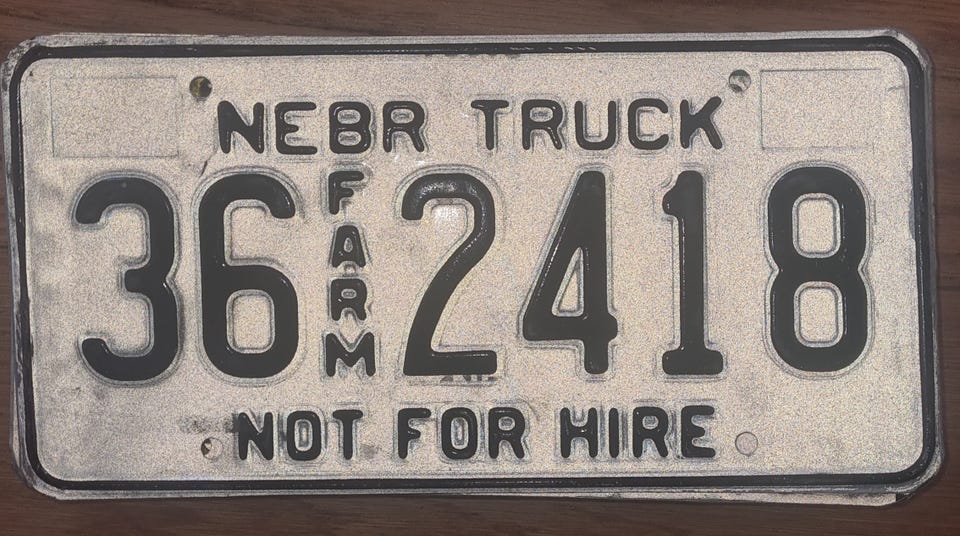 NEBR TRUCK
36 FARM 2418
NOT FOR HIRE